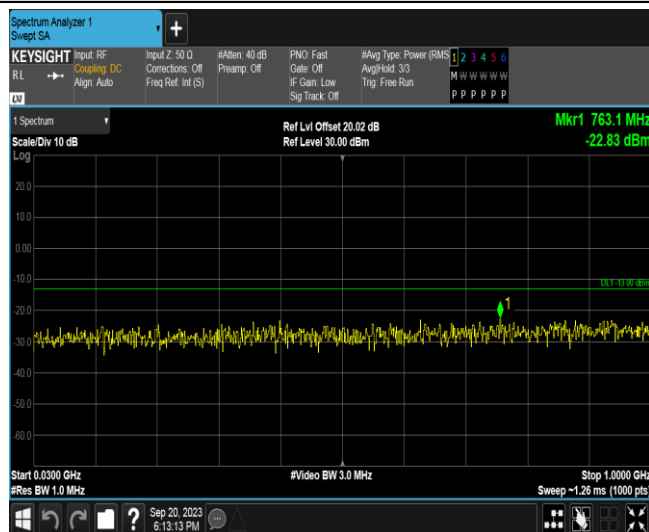 Spectrum Analyzer 1
Swept SA
+
KEYSIGHT
RL
LXI
Input: RF
Coupling: DC
Align: Auto
Input Z: 50 Ω
Corrections: Off
Freq Ref: Int (S)
#Atten: 40 dB
Preamp: Off
PNO: Fast
Gate: Off
IF Gain: Low
Sig Track: Off
#Avg Type: Power (RMS
Avg|Hold: 3/3
Trig: Free Run
1 2 3 4 5 6
M W W W W W
P P P P P P
1 Spectrum
Scale/Div 10 dB
Log
Ref Lvl Offset 20.02 dB
Ref Level 30.00 dBm
Mkr1 763.1 MHz
-22.83 dBm
20.0
10.0
0.00
-10.0
DL1 -13.00 dBm
1
-20.0
-30.0
-40.0
-50.0
-60.0
Start 0.0300 GHz
#Res BW 1.0 MHz
#Video BW 3.0 MHz
Stop 1.0000 GHz
Sweep ~1.26 ms (1000 pts)
?
Sep 20, 2023
6:13:13 PM